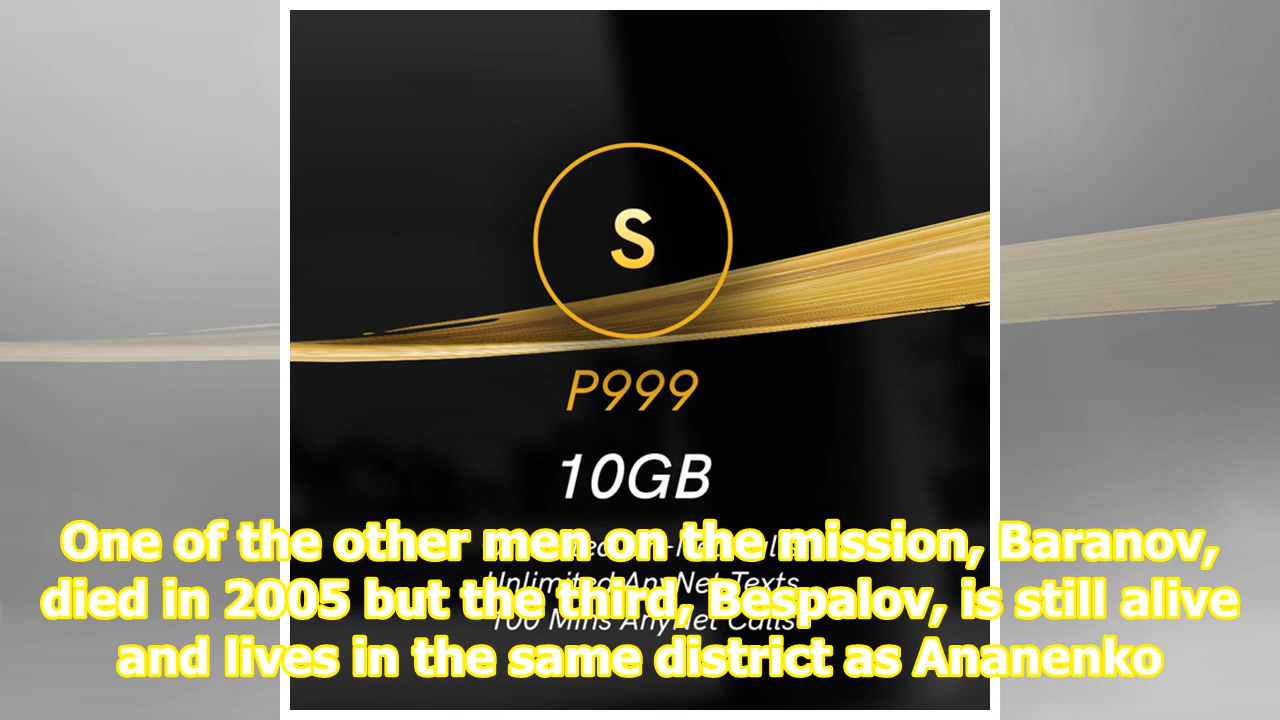 S
P999
10GB
One of the other men on the mission, Baranov,
Unlimited AnyNet Texts
died in 2005 but the third, Bespalov, is still alive
100 Mins AnyNet Calls
and lives in the same district as Ananenko